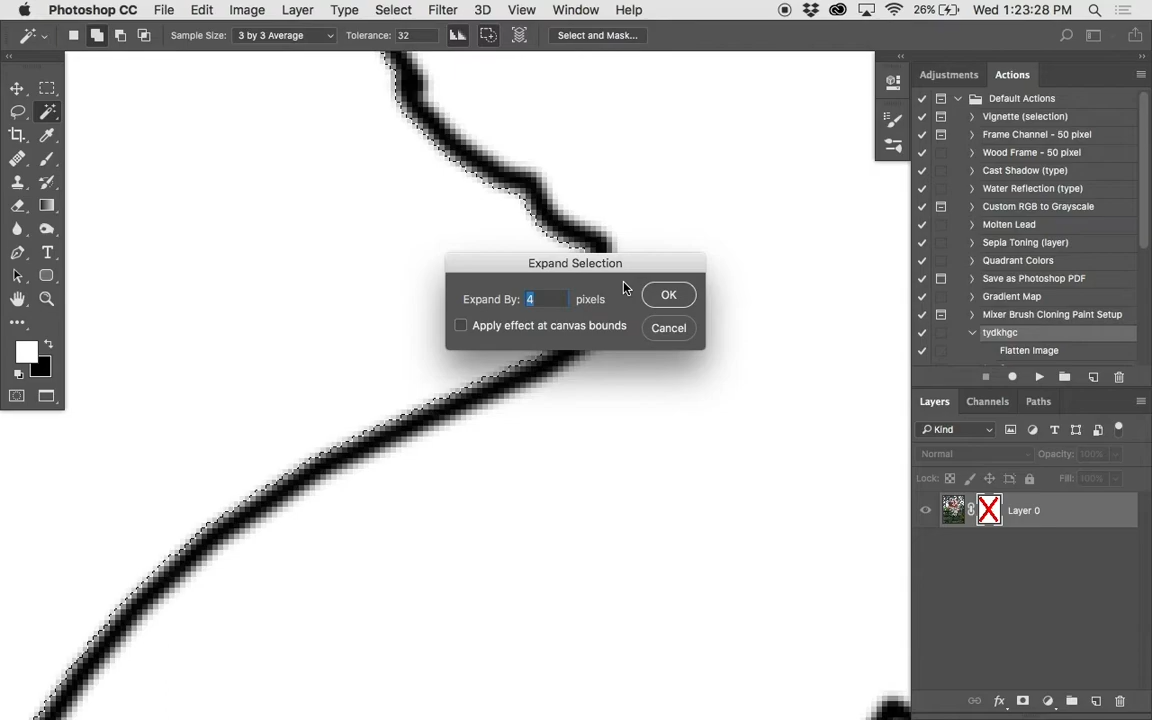 Photoshop CC File Edit Image Layer Type Select Filter 3D View Window Help 26% Wed 1:23:28 PM
Sample Size: 3 by 3 Average Tolerance: 32 Select and Mask...
Adjustments Actions
Default Actions
Vignette (selection)
Frame Channel - 50 pixel
Wood Frame - 50 pixel
Cast Shadow (type)
Water Reflection (type)
Custom RGB to Grayscale
Molten Lead
Sepia Toning (layer)
Quadrant Colors
Save as Photoshop PDF
Gradient Map
Mixer Brush Cloning Paint Setup
tydkhgc
Flatten Image
Expand Selection
Expand By: 4 pixels OK
Apply effect at canvas bounds Cancel
Layers Channels Paths
Kind
Normal Opacity: 100%
Lock: Fill: 100%
Layer 0
fx